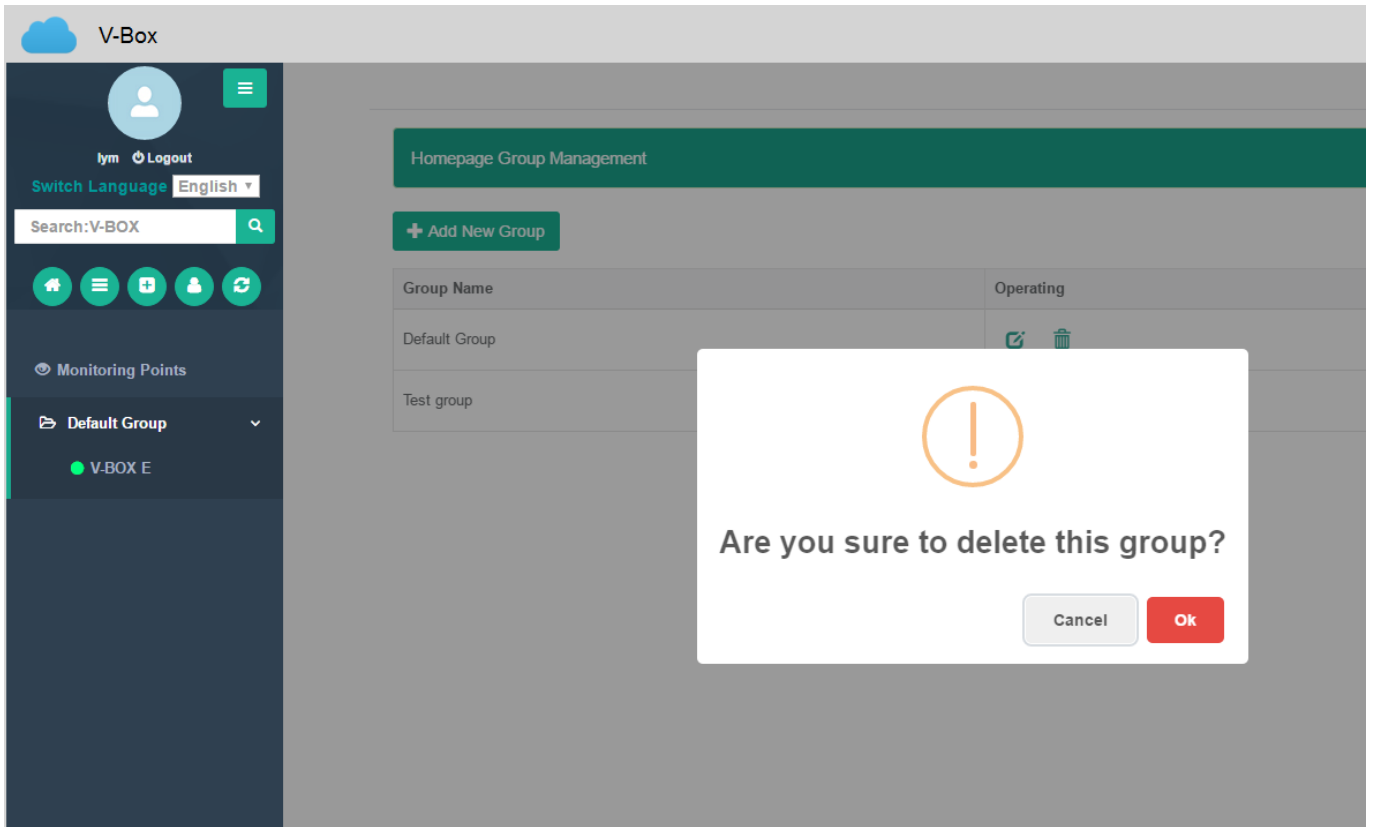 V-Box
lym Logout
Switch Language English
Search:V-BOX
Monitoring Points
Default Group
V-BOX E
Homepage Group Management
Add New Group
Group Name Operating
Default Group
Test group
Are you sure to delete this group?
Cancel Ok